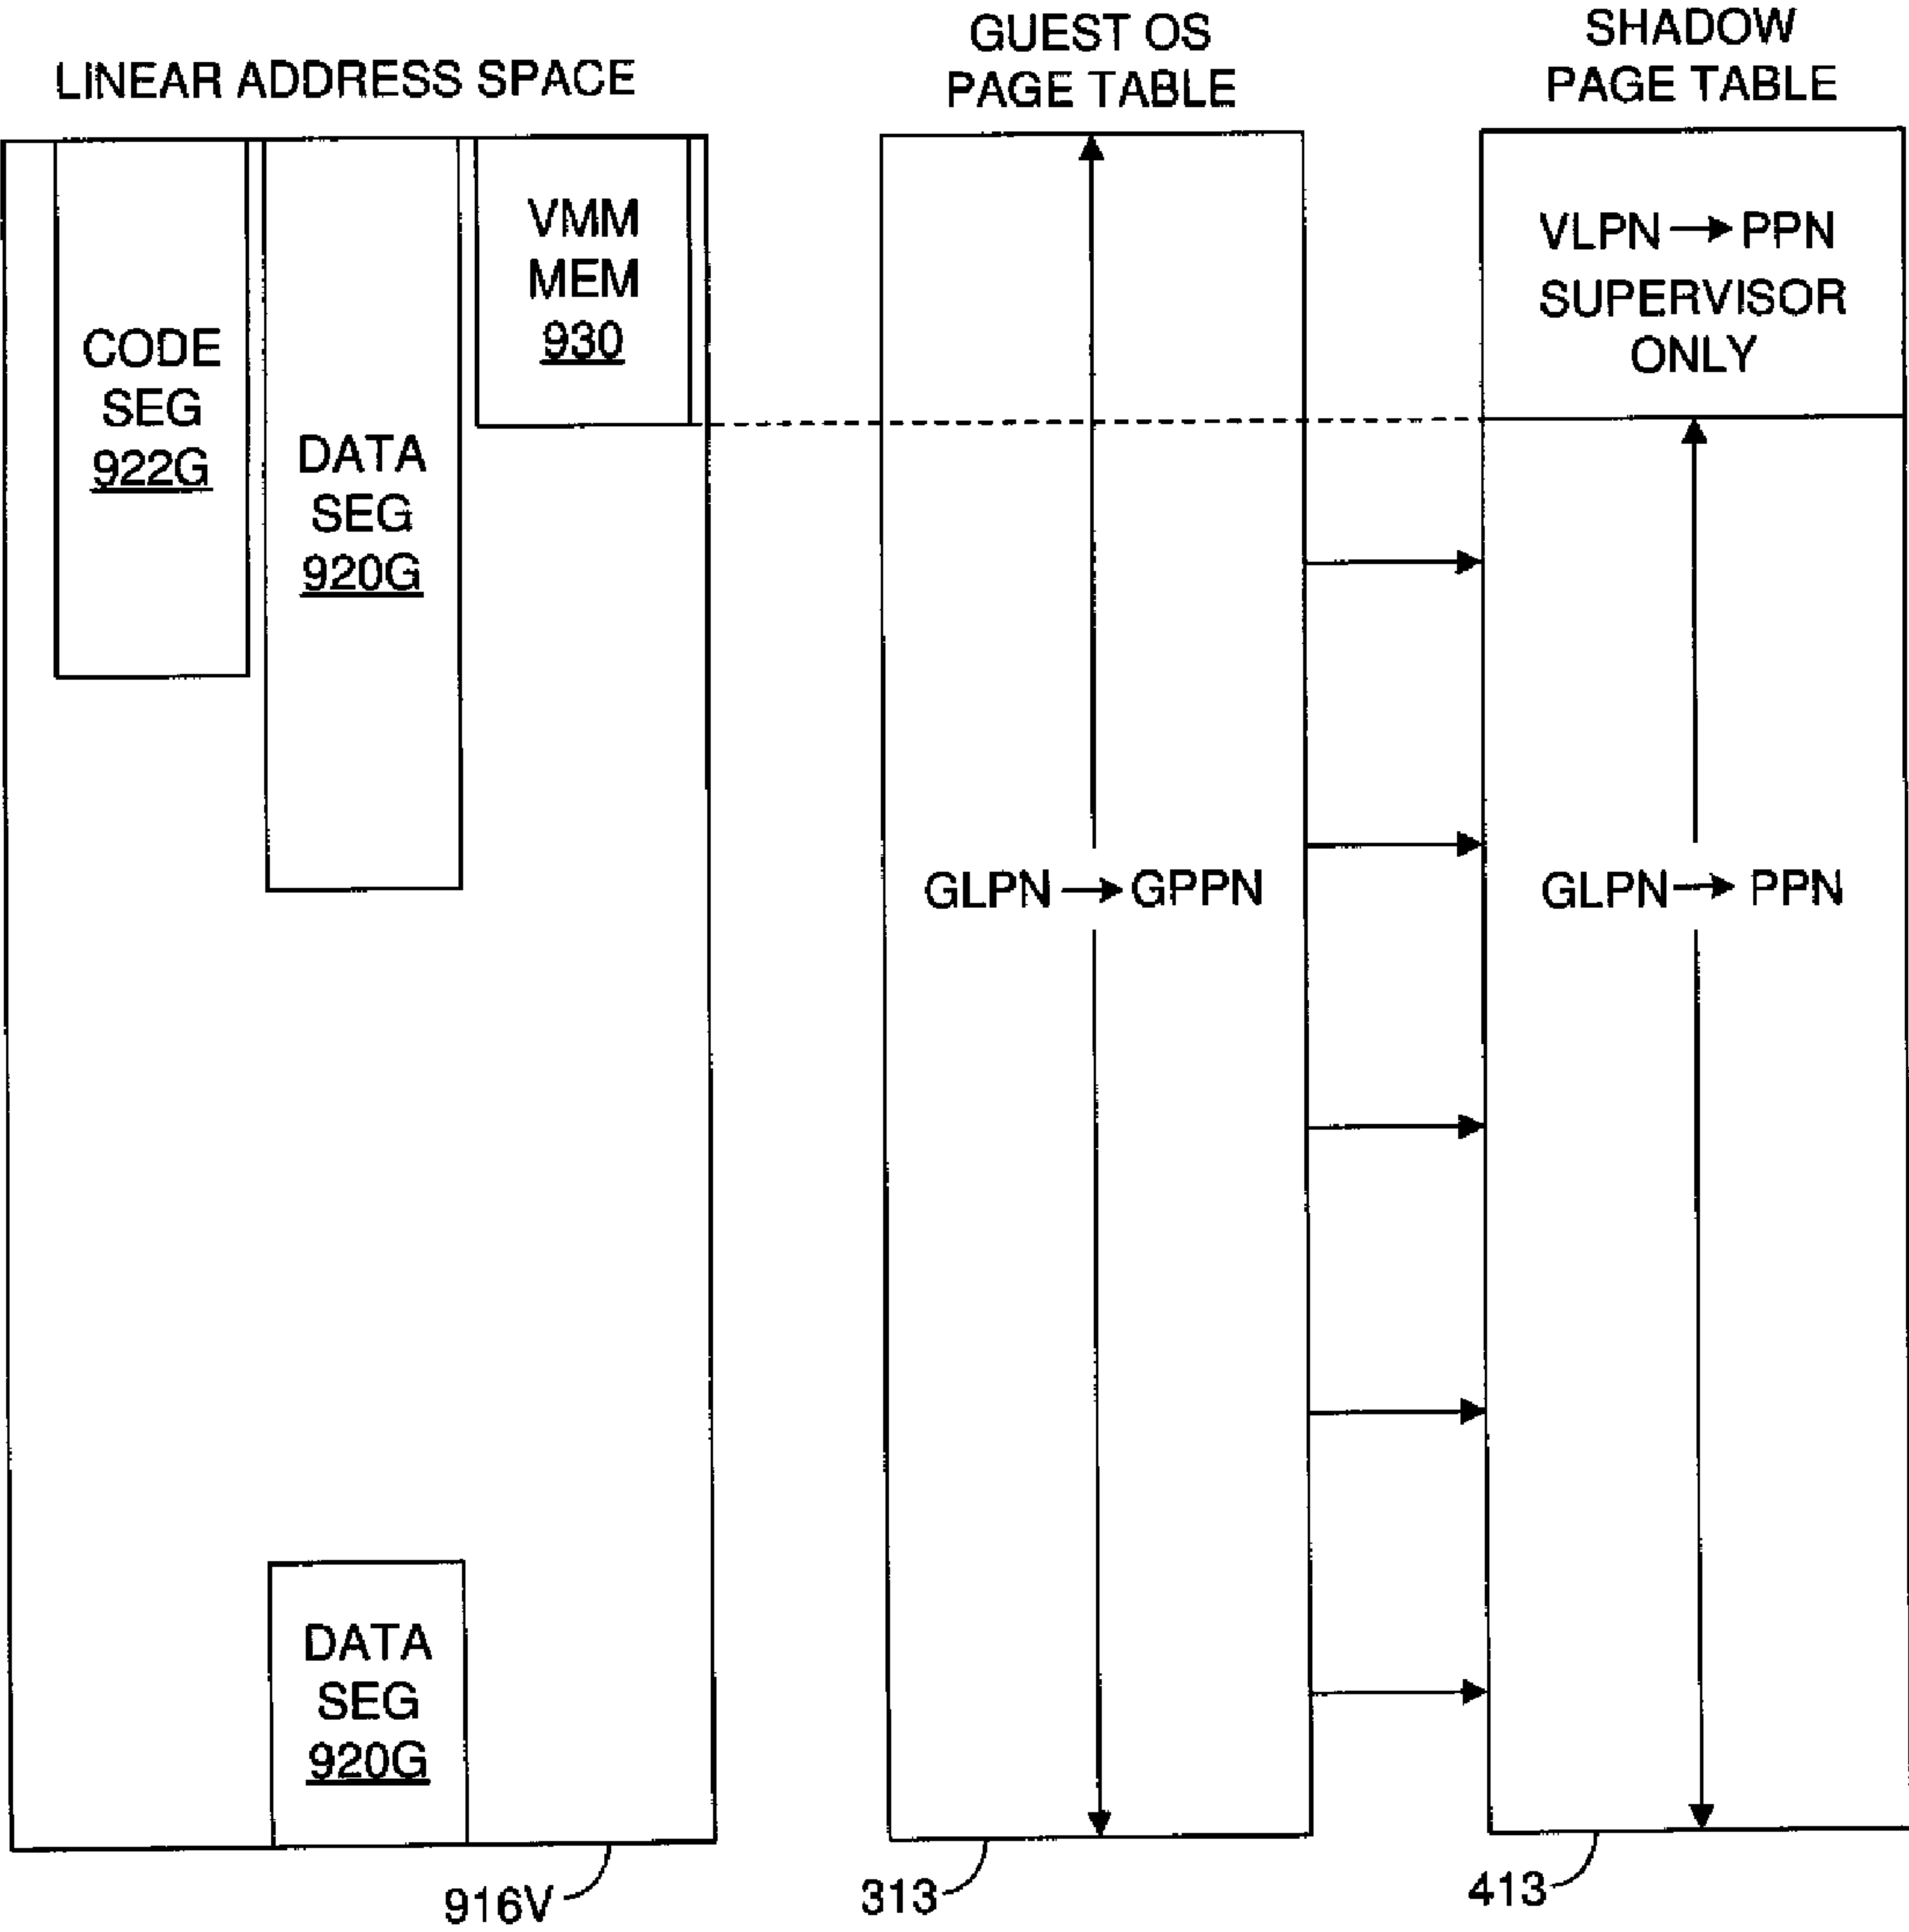 LINEAR ADDRESS SPACE
GUEST OS
PAGE TABLE
SHADOW
PAGE TABLE
CODE
SEG
922G
DATA
SEG
920G
VMM
MEM
930
VLPN → PPN
SUPERVISOR
ONLY
GLPN → GPPN
GLPN → PPN
DATA
SEG
920G
916V
313
413